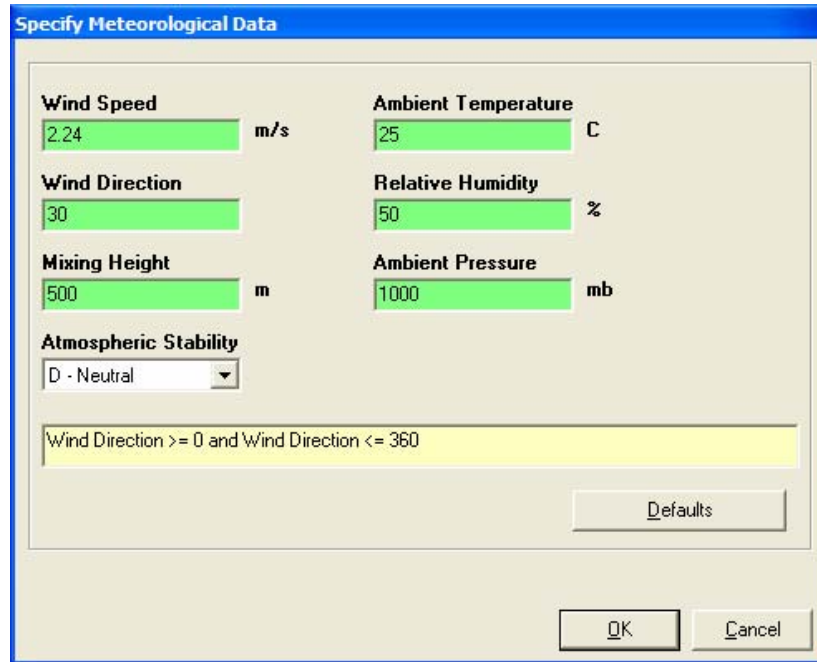 Specify Meteorological Data
Wind Speed
2.24 m/s
Ambient Temperature
25 C
Wind Direction
30
Relative Humidity
50 %
Mixing Height
500 m
Ambient Pressure
1000 mb
Atmospheric Stability
D - Neutral
Wind Direction >= 0 and Wind Direction <= 360
Defaults
OK
Cancel